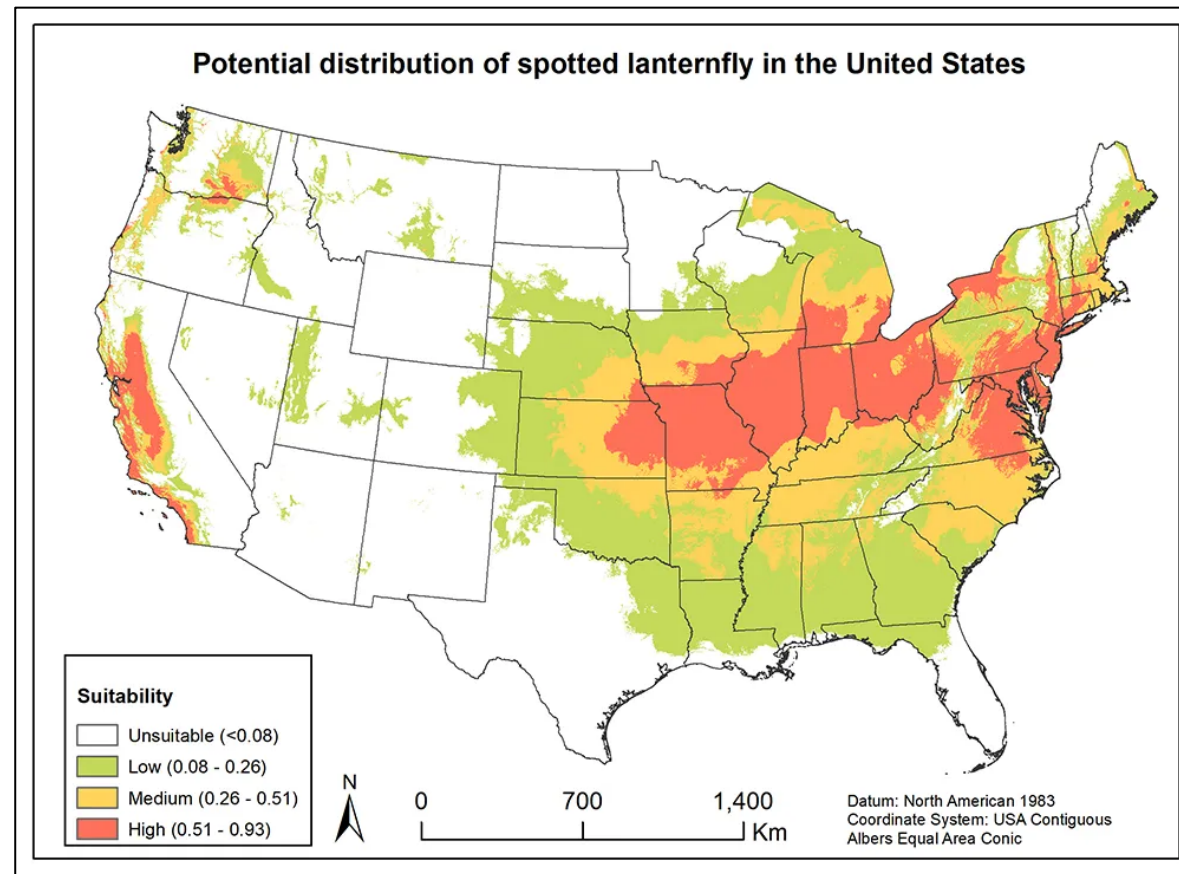 Potential distribution of spotted lanternfly in the United States
Suitability
Unsuitable (<0.08)
Low (0.08 - 0.26)
Medium (0.26 - 0.51)
High (0.51 - 0.93)
N
0 700 1,400
Km
Datum: North American 1983
Coordinate System: USA Contiguous
Albers Equal Area Conic